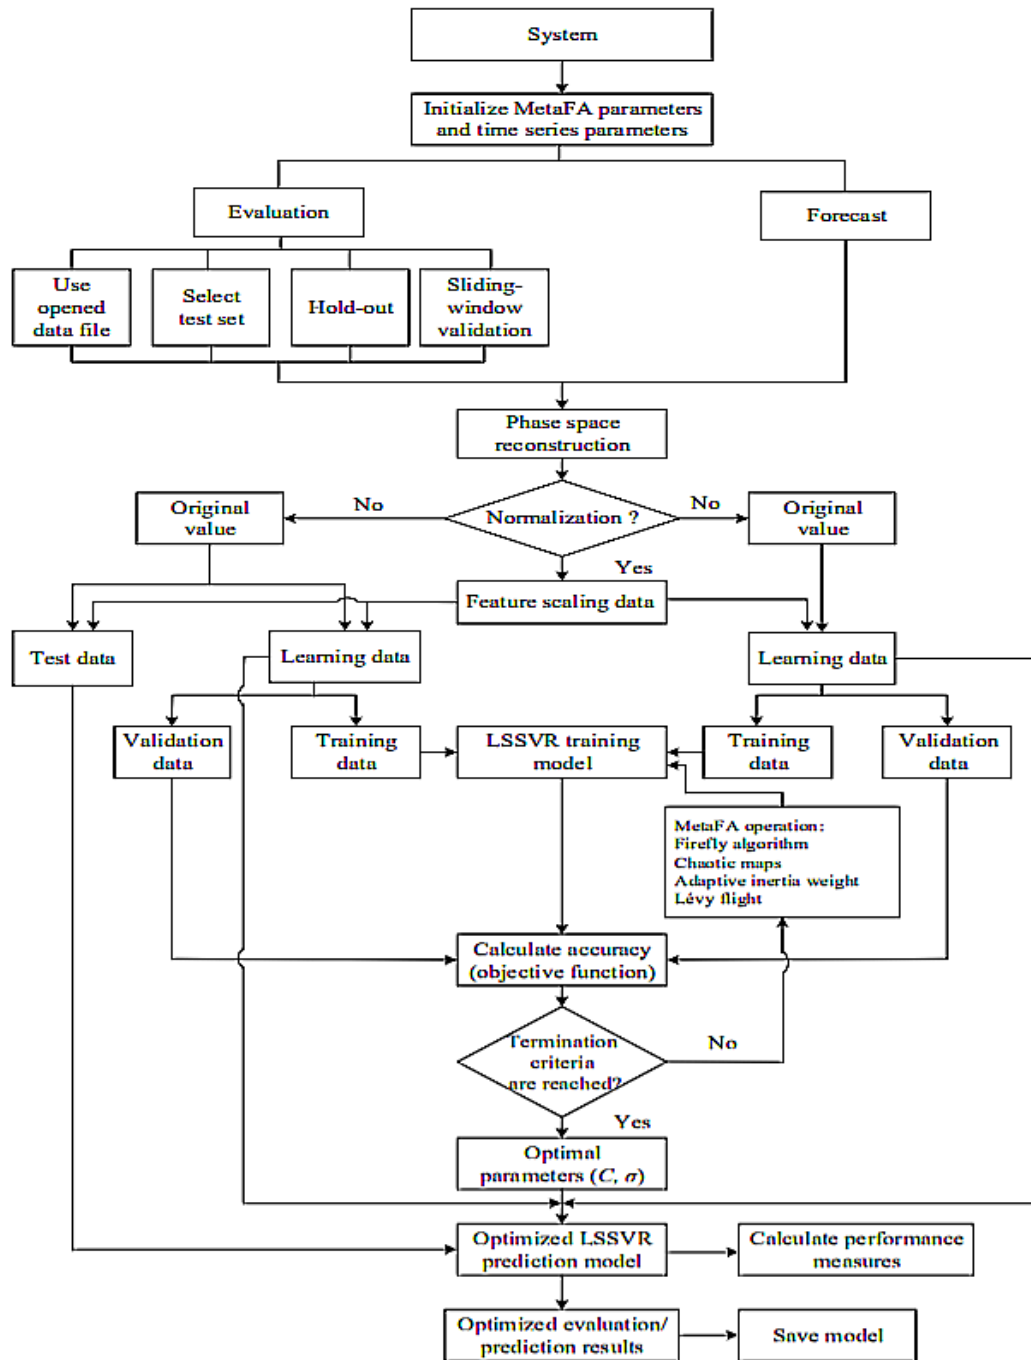 System
Initialize MetaFA parameters
and time series parameters
Evaluation
Forecast
Use
opened
data file
Select
test set
Hold-out
Sliding-
window
validation
Phase space
reconstruction
Original
value
No
Normalization ?
No
Original
value
Yes
Feature scaling data
Test data
Learning data
Learning data
Validation
data
Training
data
LSSVR training
model
Training
data
Validation
data
MetaFA operation:
Firefly algorithm
Chaotic maps
Adaptive inertia weight
Lévy flight
Calculate accuracy
(objective function)
Termination
criteria
are reached?
No
Yes
Optimal
parameters (C, σ)
Optimized LSSVR
prediction model
Calculate performance
measures
Optimized evaluation/
prediction results
Save model